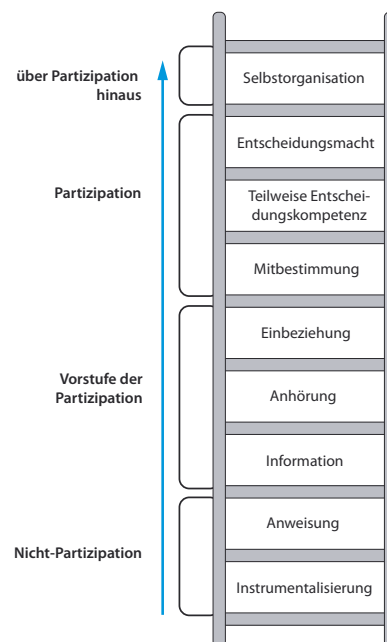 über Partizipation
hinaus
Selbstorganisation
Entscheidungsmacht
Partizipation
Teilweise Entschei-
dungskompetenz
Mitbestimmung
Einbeziehung
Vorstufe der
Partizipation
Anhörung
Information
Anweisung
Nicht-Partizipation
Instrumentalisierung